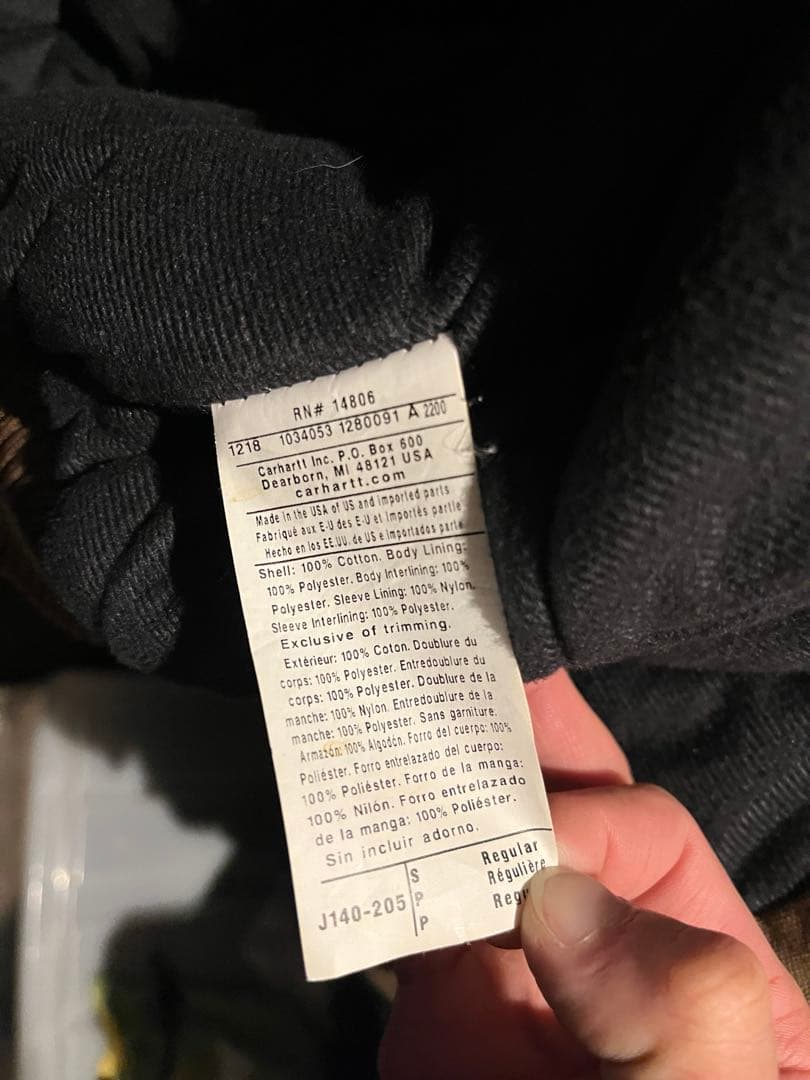 RN# 14806
1218 1034053 1280091 A 2200
Carhartt Inc. P.O. Box 600
Dearborn, MI 48121 USA
carhartt.com
Made in the USA of US and imported parts
Fabriqué aux E-U des E-U et importés partie
Hecho en los EE.UU. de US e importados parte
Shell: 100% Cotton. Body Lining:
100% Polyester. Body Interlining: 100%
Polyester. Sleeve Lining: 100% Nylon.
Sleeve Interlining: 100% Polyester.
Exclusive of trimming.
Extérieur: 100% Coton. Doublure du
corps: 100% Polyester. Entredoublure du
corps: 100% Polyester. Doublure de la
manche: 100% Nylon. Entredoublure de la
manche: 100% Polyester. Sans garniture.
Armazón: 100% Algodón. Forro del cuerpo: 100%
Poliéster. Forro entrelazado del cuerpo:
100% Poliéster. Forro de la manga:
100% Nilón. Forro entrelazado
de la manga: 100% Poliéster.
Sin incluir adorno.
J140-205
S Regular
P Régulière
P